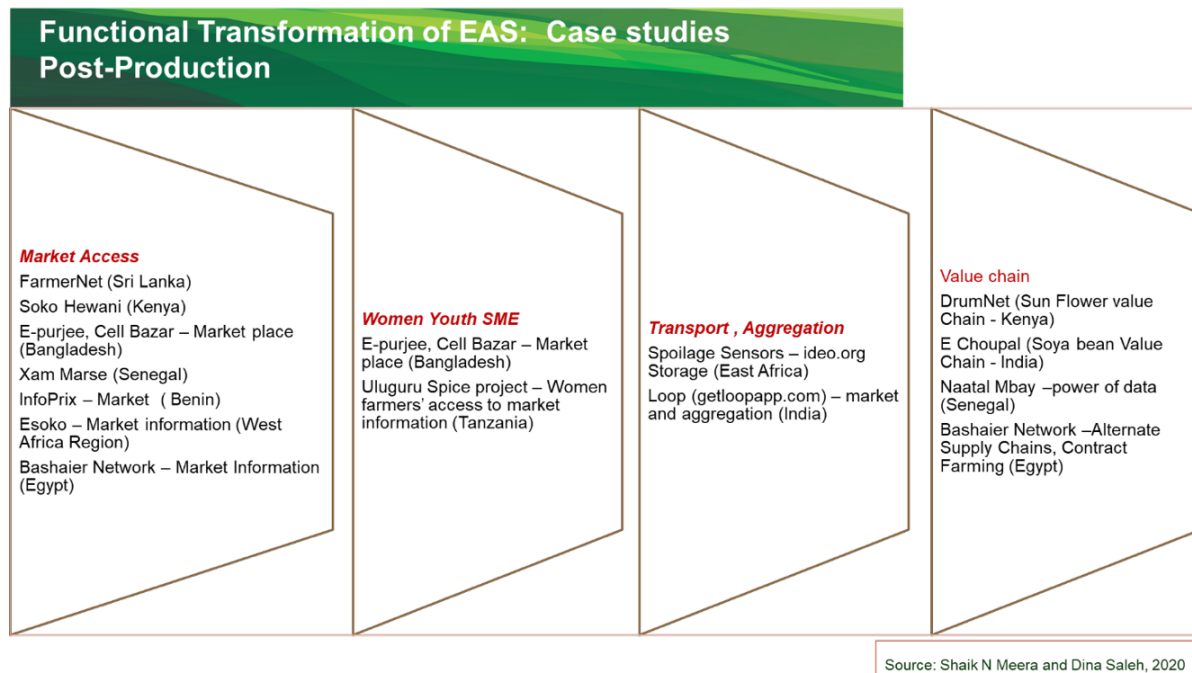 Functional Transformation of EAS:  Case studies
Post-Production
Market Access
FarmerNet (Sri Lanka)
Soko Hewani (Kenya)
E-purjee, Cell Bazar – Market place
(Bangladesh)
Xam Marse (Senegal)
InfoPrix – Market  ( Benin)
Esoko – Market information (West
Africa Region)
Bashaier Network – Market Information
(Egypt)
Women Youth SME
E-purjee, Cell Bazar – Market
place (Bangladesh)
Uluguru Spice project – Women
farmers’ access to market
information (Tanzania)
Transport , Aggregation
Spoilage Sensors – ideo.org
Storage (East Africa)
Loop (getloopapp.com) – market
and aggregation (India)
Value chain
DrumNet (Sun Flower value
Chain - Kenya)
E Choupal (Soya bean Value
Chain - India)
Naatal Mbay –power of data
(Senegal)
Bashaier Network –Alternate
Supply Chains, Contract
Farming (Egypt)
Source: Shaik N Meera and Dina Saleh, 2020